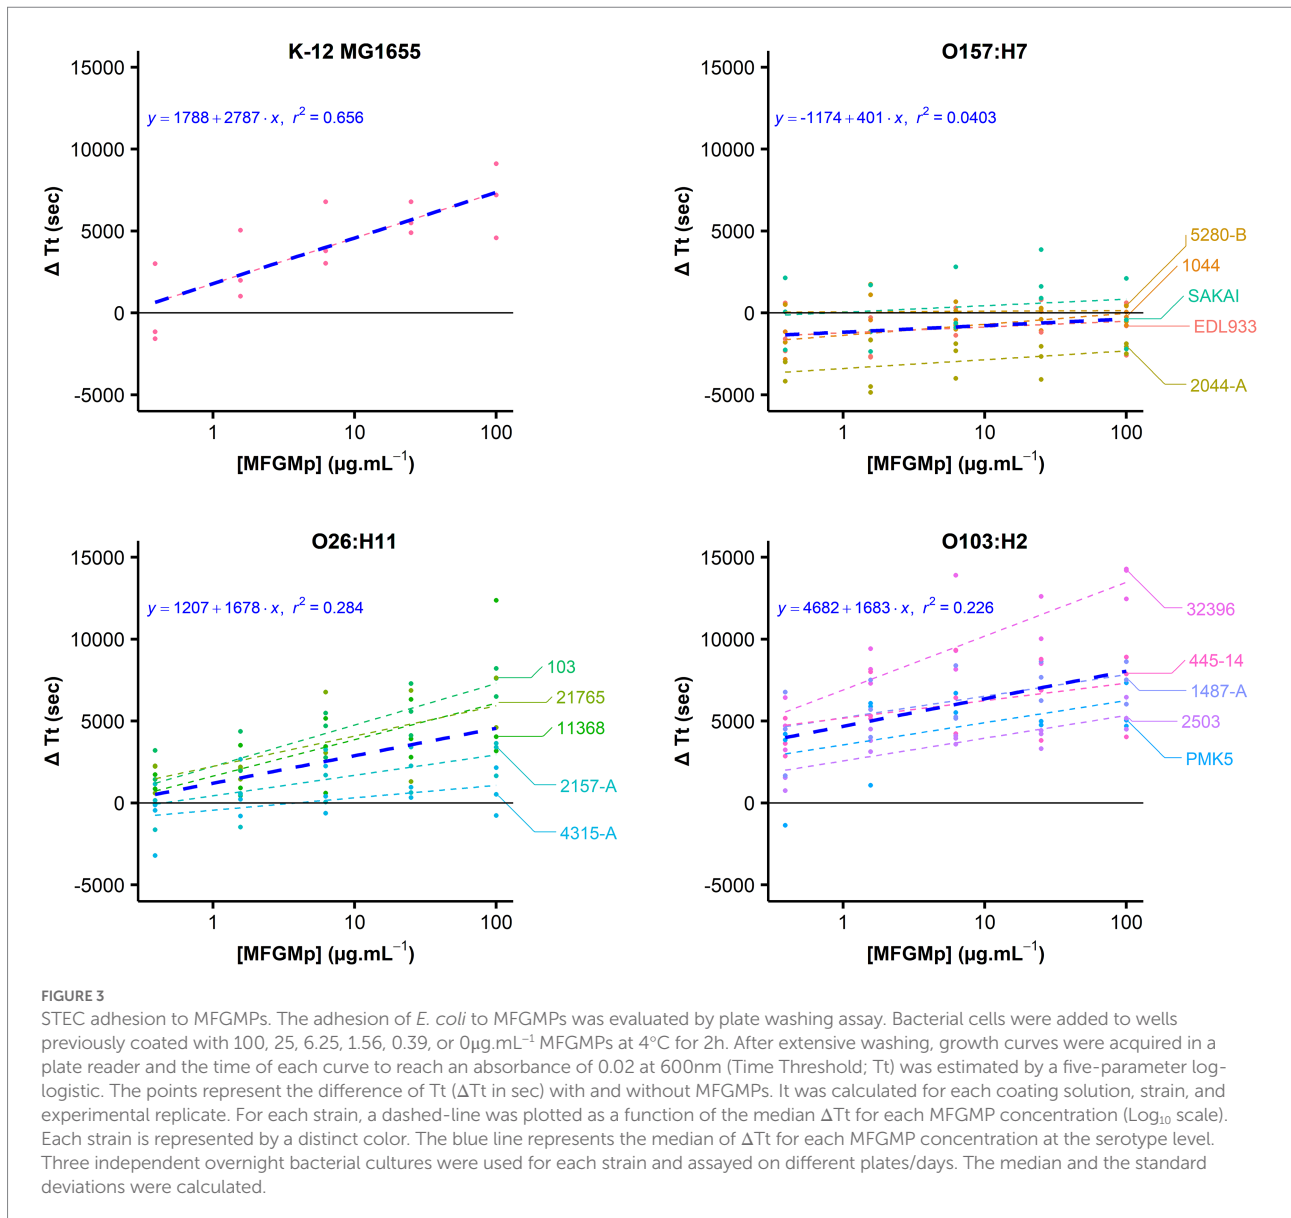 K-12 MG1655
15000
10000
5000
0
-5000
Δ Tt (sec)
y = 1788 + 2787 · x, r² = 0.656
1 10 100
[MFGMp] (µg.mL⁻¹)
O157:H7
15000
10000
5000
0
-5000
Δ Tt (sec)
y = -1174 + 401 · x, r² = 0.0403
5280-B
1044
SAKAI
EDL933
2044-A
1 10 100
[MFGMp] (µg.mL⁻¹)
O26:H11
15000
10000
5000
0
-5000
Δ Tt (sec)
y = 1207 + 1678 · x, r² = 0.284
103
21765
11368
2157-A
4315-A
1 10 100
[MFGMp] (µg.mL⁻¹)
O103:H2
15000
10000
5000
0
-5000
Δ Tt (sec)
y = 4682 + 1683 · x, r² = 0.226
32396
445-14
1487-A
2503
PMK5
1 10 100
[MFGMp] (µg.mL⁻¹)
FIGURE 3
STEC adhesion to MFGMPs. The adhesion of E. coli to MFGMPs was evaluated by plate washing assay. Bacterial cells were added to wells
previously coated with 100, 25, 6.25, 1.56, 0.39, or 0µg.mL⁻¹ MFGMPs at 4°C for 2h. After extensive washing, growth curves were acquired in
a plate reader and the time of each curve to reach an absorbance of 0.02 at 600nm (Time Threshold; Tt) was estimated by a five-parameter log-
logistic. The points represent the difference of Tt (ΔTt in sec) with and without MFGMPs. It was calculated for each coating solution, strain, and
experimental replicate. For each strain, a dashed-line was plotted as a function of the median ΔTt for each MFGMP concentration (Log₁₀ scale).
Each strain is represented by a distinct color. The blue line represents the median of ΔTt for each MFGMP concentration at the serotype level.
Three independent overnight bacterial cultures were used for each strain and assayed on different plates/days. The median and the standard
deviations were calculated.